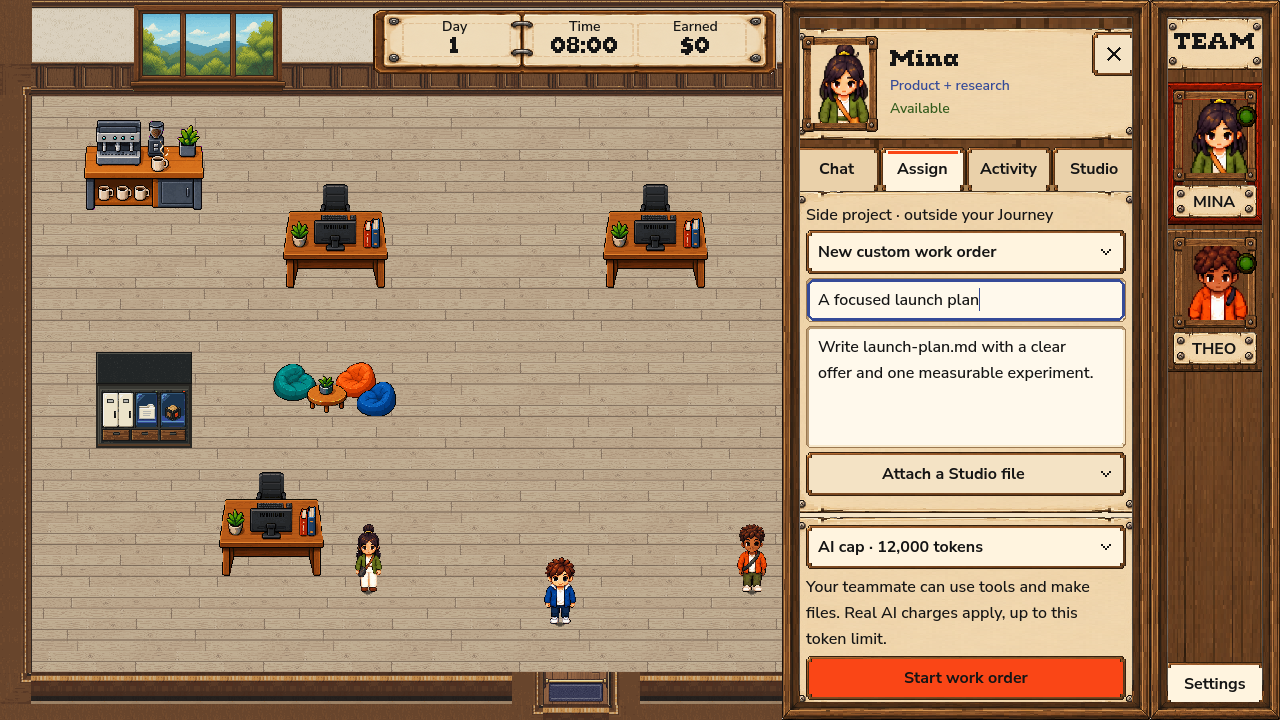 Day
1
Time
08:00
Earned
$0
Mina
Product + research
Available
Chat
Assign
Activity
Studio
Side project · outside your Journey
New custom work order
A focused launch plan
Write launch-plan.md with a clear
offer and one measurable experiment.
Attach a Studio file
AI cap · 12,000 tokens
Your teammate can use tools and make
files. Real AI charges apply, up to this
token limit.
Start work order
TEAM
MINA
THEO
Settings